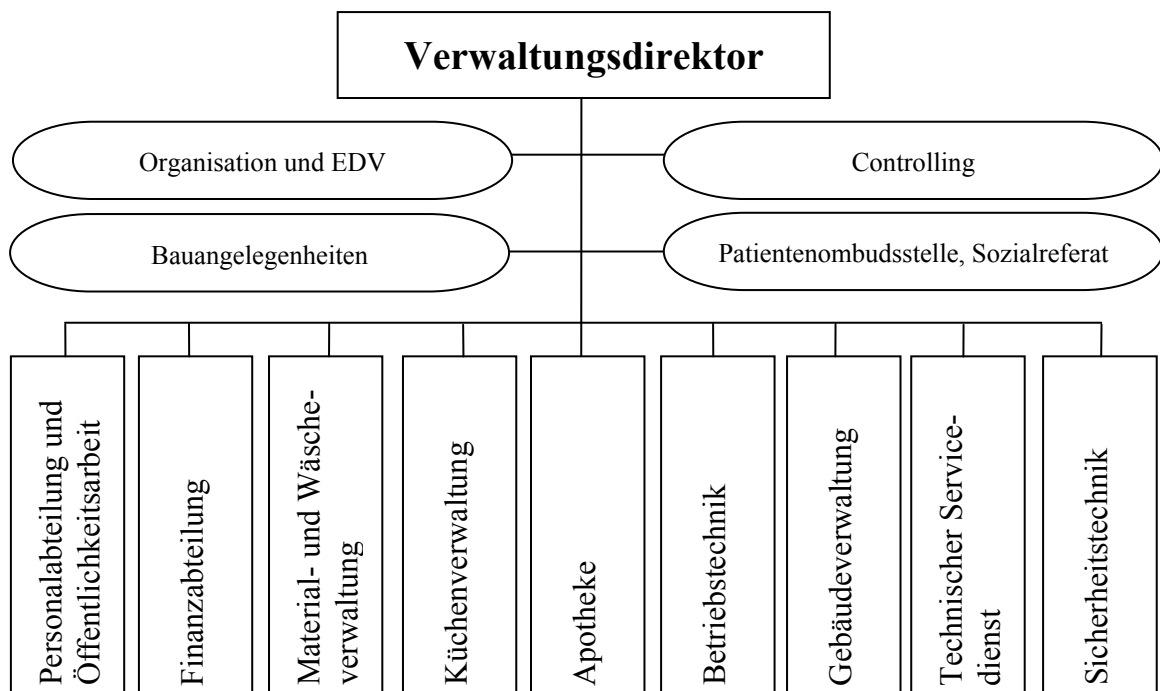 Verwaltungsdirektor
Organisation und EDV
Controlling
Bauangelegenheiten
Patientenombudsstelle, Sozialreferat
Personalabteilung und
Öffentlichkeitsarbeit
Finanzabteilung
Material- und Wäsche-
verwaltung
Küchenverwaltung
Apotheke
Betriebstechnik
Gebäudeverwaltung
Technischer Service-
dienst
Sicherheitstechnik